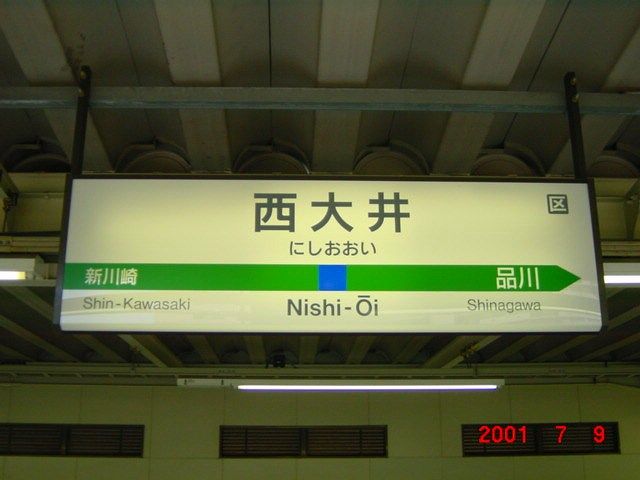 西大井
区
にしおおい
新川崎
品川
Shin-Kawasaki
Nishi-Ōi
Shinagawa
2001 7 9